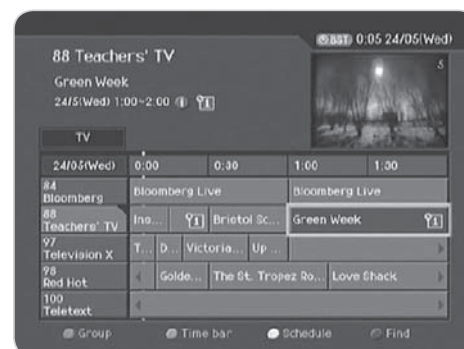 BST 0:05 24/05(Wed)
88 Teachers' TV
Green Week
24/5(Wed) 1:00~2:00
5
TV
24/05(Wed) 0:00 0:30 1:00 1:30
84 Bloomberg Bloomberg Live Bloomberg Live
88 Teachers' TV Ins... Bristol Sc... Green Week
97 Television X T... D... Victoria... Up ...
98 Red Hot Golde... The St. Tropez Ro... Love Shack
100 Teletext
Group Time bar Schedule Find